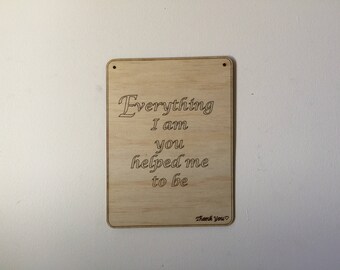 Everything
I am
you
helped me
to be
Thank You♡